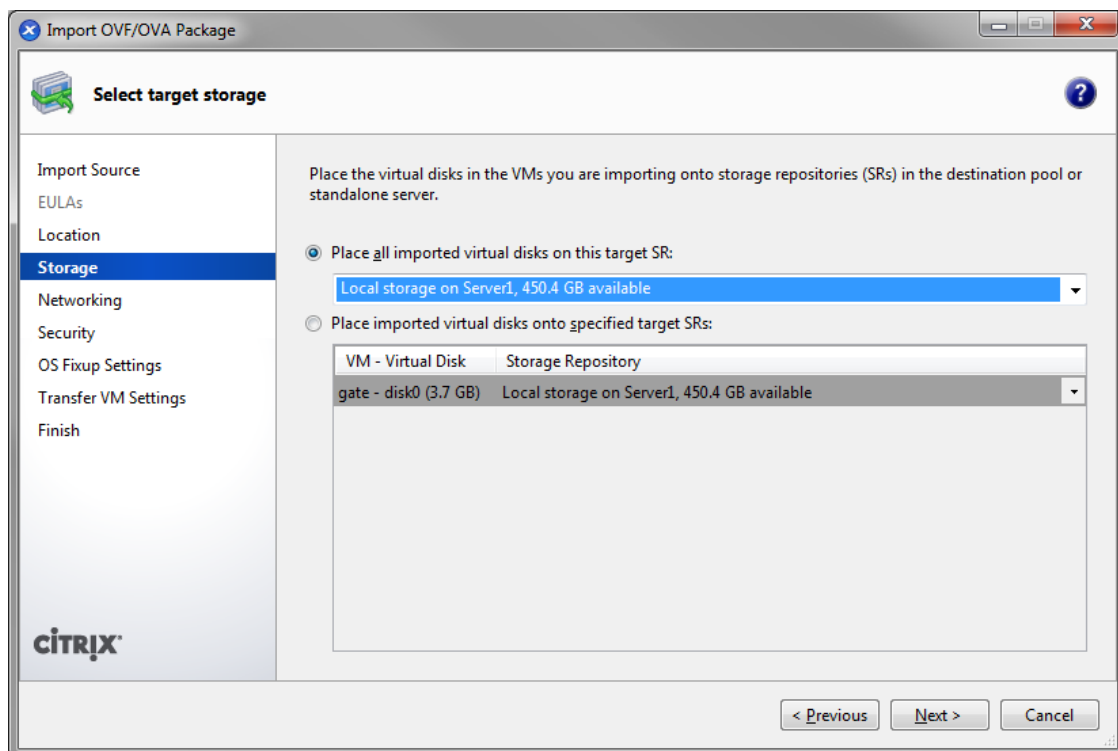 Import OVF/OVA Package
Select target storage
?
Import Source
EULAs
Location
Storage
Networking
Security
OS Fixup Settings
Transfer VM Settings
Finish
CITRIX
Place the virtual disks in the VMs you are importing onto storage repositories (SRs) in the destination pool or
standalone server.
Place all imported virtual disks on this target SR:
Local storage on Server1, 450.4 GB available
Place imported virtual disks onto specified target SRs:
VM - Virtual Disk Storage Repository
gate - disk0 (3.7 GB) Local storage on Server1, 450.4 GB available
< Previous Next > Cancel